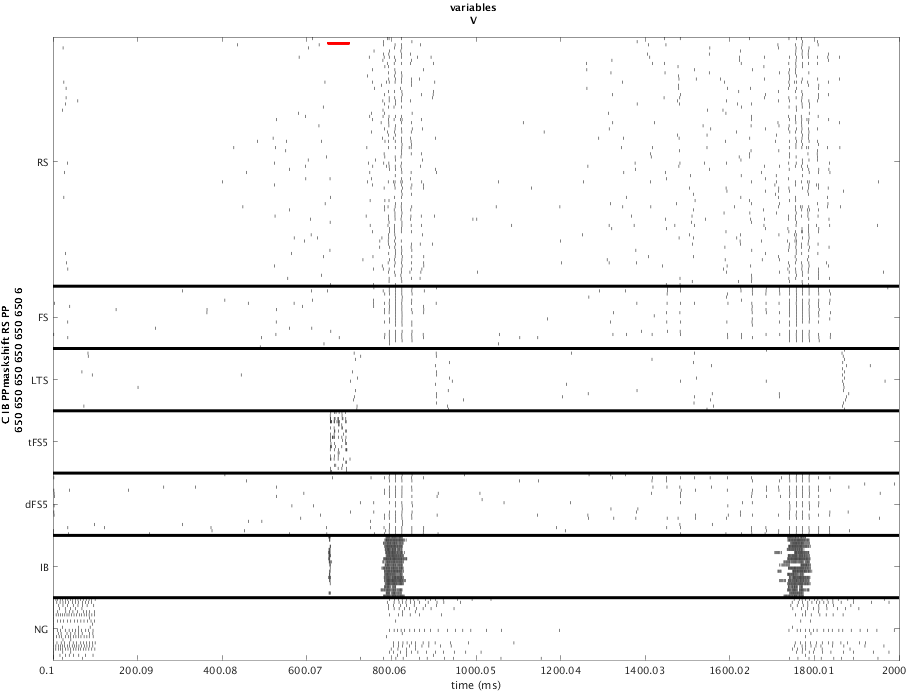 variables
V
RS
FS
LTS
tFS5
dFS5
IB
NG
C IB PPmaskshift RS PP
650 650 650 650 650 650 650 6
0.1 200.09 400.08 600.07 800.06 1000.05 1200.04 1400.03 1600.02 1800.01 2000
time (ms)